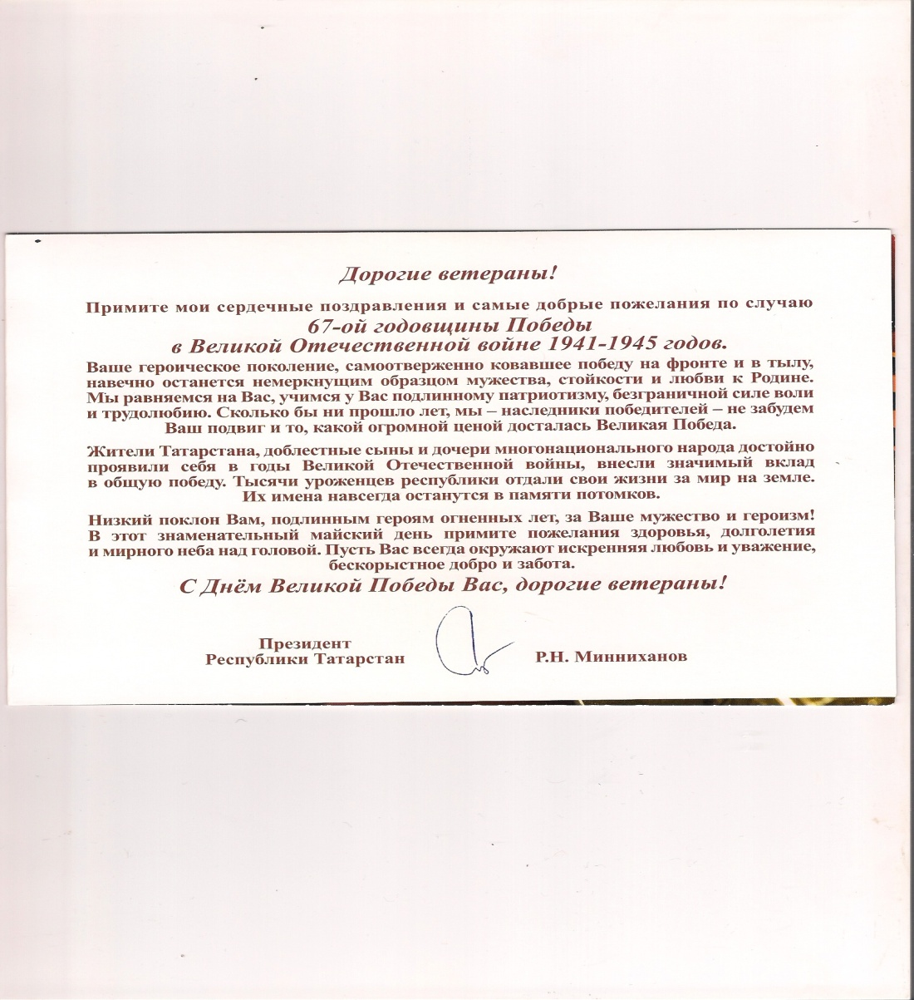 Дорогие ветераны!
Примите мои сердечные поздравления и самые добрые пожелания по случаю
67-ой годовщины Победы
в Великой Отечественной войне 1941-1945 годов.
Ваше героическое поколение, самоотверженно ковавшее победу на фронте и в тылу,
навечно останется немеркнущим образцом мужества, стойкости и любви к Родине.
Мы равняемся на Вас, учимся у Вас подлинному патриотизму, безграничной силе воли
и трудолюбию. Сколько бы ни прошло лет, мы – наследники победителей – не забудем
Ваш подвиг и то, какой огромной ценой досталась Великая Победа.
Жители Татарстана, доблестные сыны и дочери многонационального народа достойно
проявили себя в годы Великой Отечественной войны, внесли значимый вклад
в общую победу. Тысячи уроженцев республики отдали свои жизни за мир на земле.
Их имена навсегда останутся в памяти потомков.
Низкий поклон Вам, подлинным героям огненных лет, за Ваше мужество и героизм!
В этот знаменательный майский день примите пожелания здоровья, долголетия
и мирного неба над головой. Пусть Вас всегда окружают искренняя любовь и уважение,
бескорыстное добро и забота.
С Днём Великой Победы Вас, дорогие ветераны!
Президент
Республики Татарстан
Р.Н. Минниханов